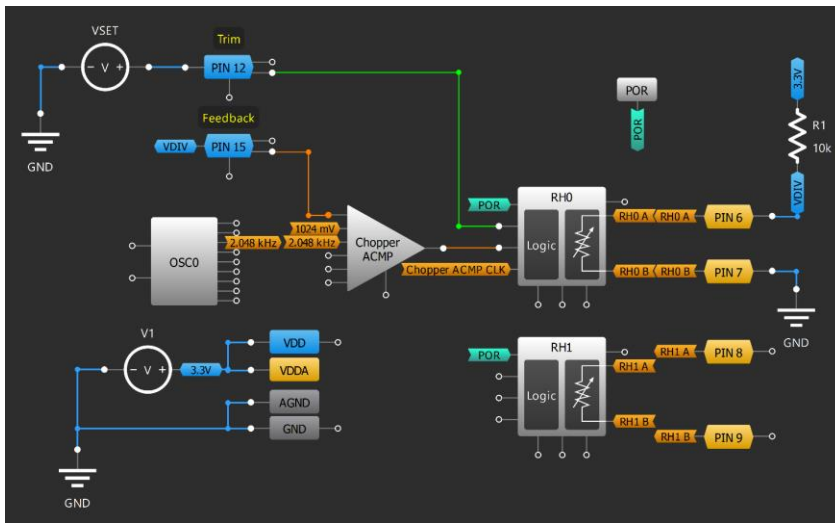 VSET
Trim
- V +
PIN 12
GND
Feedback
VDIV
PIN 15
POR
POR
3.3V
R1
10k
VDIV
OSC0
2.048 kHz
1024 mV
2.048 kHz
Chopper
ACMP
POR
RH0
Logic
Chopper ACMP CLK
RH0 A
RH0 A
PIN 6
RH0 B
RH0 B
PIN 7
GND
V1
- V +
3.3V
VDD
VDDA
AGND
GND
GND
POR
RH1
Logic
RH1 A
RH1 A
PIN 8
RH1 B
RH1 B
PIN 9